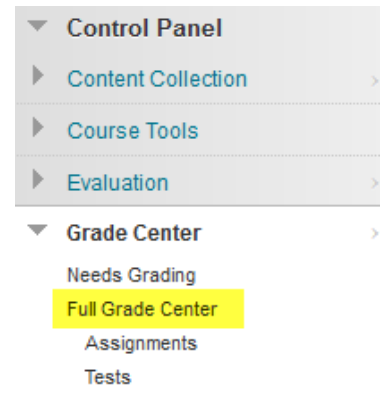 Control Panel
Content Collection
Course Tools
Evaluation
Grade Center
Needs Grading
Full Grade Center
Assignments
Tests